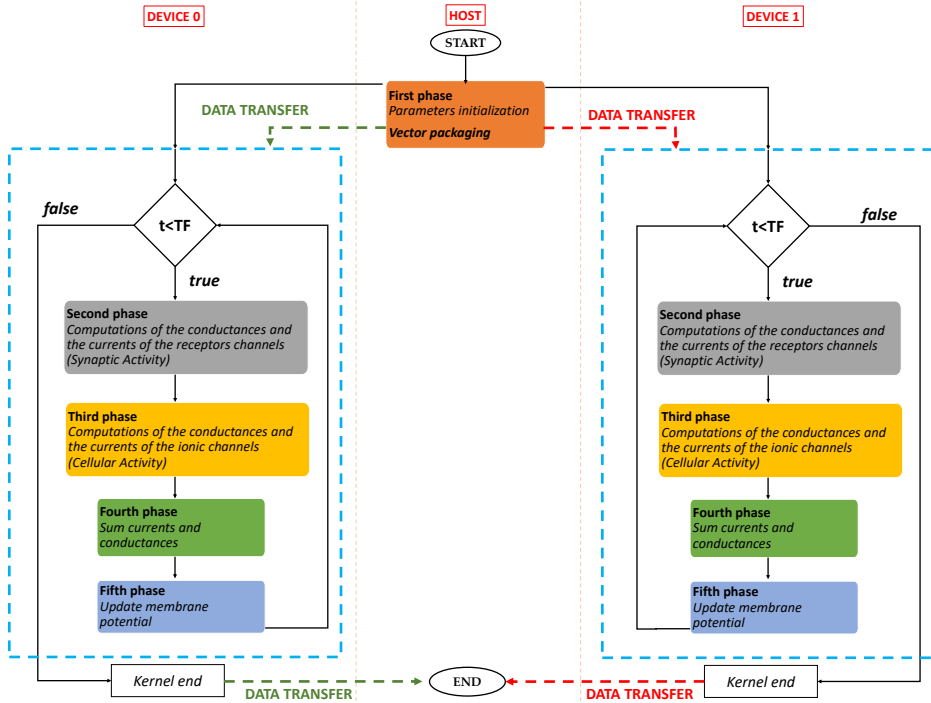 DEVICE 0
HOST
DEVICE 1
START
First phase
Parameters initialization
Vector packaging
DATA TRANSFER
DATA TRANSFER
false
t<TF
true
Second phase
Computations of the conductances and
the currents of the receptors channels
(Synaptic Activity)
Third phase
Computations of the conductances and
the currents of the ionic channels
(Cellular Activity)
Fourth phase
Sum currents and
conductances
Fifth phase
Update membrane
potential
Kernel end
DATA TRANSFER
END
t<TF
false
true
Second phase
Computations of the conductances and
the currents of the receptors channels
(Synaptic Activity)
Third phase
Computations of the conductances and
the currents of the ionic channels
(Cellular Activity)
Fourth phase
Sum currents and
conductances
Fifth phase
Update membrane
potential
DATA TRANSFER
Kernel end